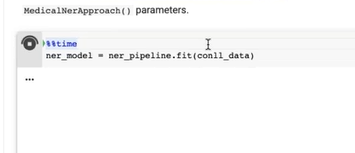 MedicalNerApproach() parameters.
%%time
ner_model = ner_pipeline.fit(conll_data)
...